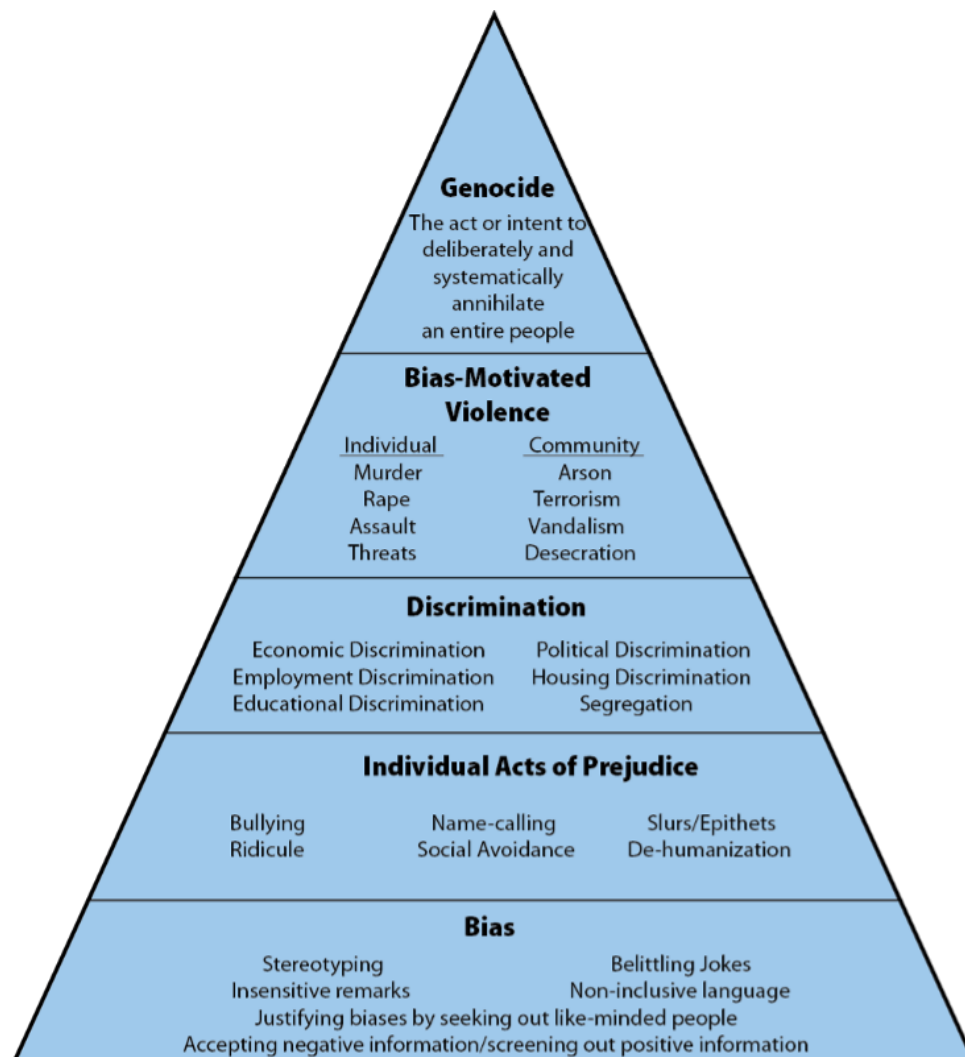 Genocide
The act or intent to
deliberately and
systematically
annihilate
an entire people
Bias-Motivated
Violence
Individual Community
Murder Arson
Rape Terrorism
Assault Vandalism
Threats Desecration
Discrimination
Economic Discrimination Political Discrimination
Employment Discrimination Housing Discrimination
Educational Discrimination Segregation
Individual Acts of Prejudice
Bullying Name-calling Slurs/Epithets
Ridicule Social Avoidance De-humanization
Bias
Stereotyping Belittling Jokes
Insensitive remarks Non-inclusive language
Justifying biases by seeking out like-minded people
Accepting negative information/screening out positive information